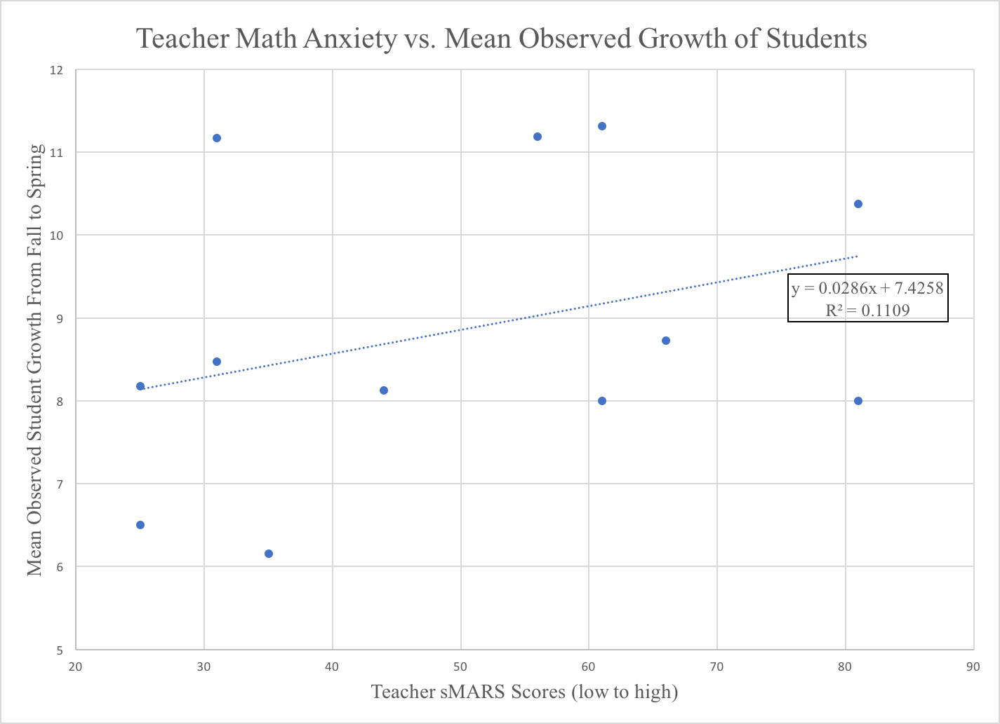 Teacher Math Anxiety vs. Mean Observed Growth of Students
Mean Observed Student Growth From Fall to Spring
12
11
10
9
8
7
6
5
y = 0.0286x + 7.4258
R² = 0.1109
20 30 40 50 60 70 80 90
Teacher sMARS Scores (low to high)